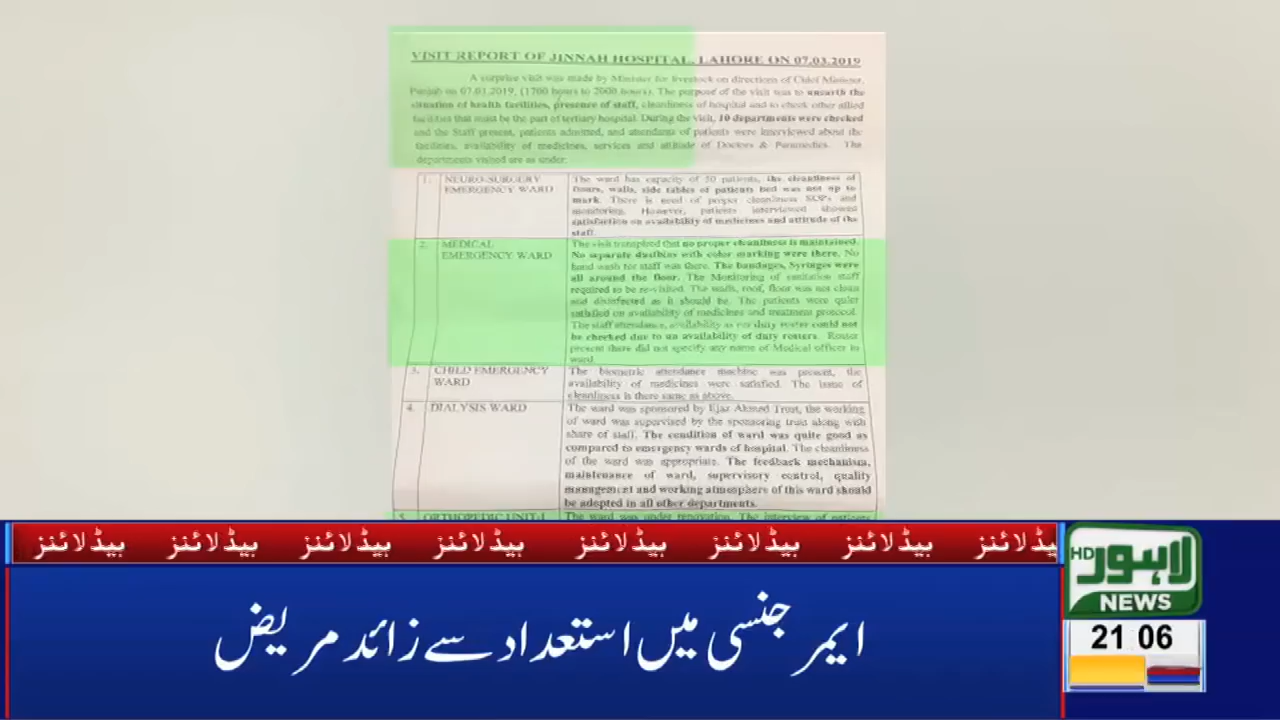 VISIT REPORT OF JINNAH HOSPITAL, LAHORE ON 07.03.2019
A surprise visit was made by Minister for livestock on directions of Chief Minister,
Punjab on 07.01.2019, (1700 hours to 2000 hours). The purpose of the visit was to unearth the
situation of health facilities, presence of staff, cleanliness of hospital and to check other allied
facilities that must be the part of tertiary hospital. During the visit, 10 departments were checked
and the Staff present, patients admitted, and attendants of patients were interviewed about the
facilities, availability of medicines, services and attitude of Doctors & Paramedics. The
departments visited are as under:
1. NEURO-SURGERY EMERGENCY WARD
The ward has capacity of 50 patients, the cleanliness of
floors, walls, side tables of patients bed was not up to
mark. There is need of proper cleanliness SOPs and
monitoring. However, patients interviewed showed
satisfaction on availability of medicines and attitude of the
staff.
2. MEDICAL EMERGENCY WARD
The visit transpired that no proper cleanliness is maintained.
No separate dustbins with color marking were there. No
hand wash for staff was there. The bandages, Syringes were
all around the floor. The Monitoring of sanitation staff
required to be re-visited. The walls, roof, floor was not clean
and disinfected as it should be. The patients were quiet
satisfied on availability of medicines and treatment protocol.
The staff attendance, availability as per duty roster could not
be checked due to un availability of duty rosters. Roster
present there did not specify any name of Medical officer in
ward.
3. CHILD EMERGENCY WARD
The biometric attendance machine was present, the
availability of medicines were satisfied. The issue of
cleanliness is there same as above.
4. DIALYSIS WARD
The ward was sponsored by Ejaz Ahmed Trust, the working
of ward was supervised by the sponsoring trust along with
share of staff. The condition of ward was quite good as
compared to emergency wards of hospital. The cleanliness
of the ward was appropriate. The feedback mechanism,
maintenance of ward, supervisory control, quality
management and working atmosphere of this ward should
be adopted in all other departments.
5. ORTHOPEDIC UNIT-I
The ward was under renovation. The interview of patients
ہیڈلائنز ہیڈلائنز ہیڈلائنز ہیڈلائنز ہیڈلائنز ہیڈلائنز ہیڈلائنز ہیڈلائنز
ایمرجنسی میں استعداد سے زائد مریض
HD لاہور
NEWS
21 06